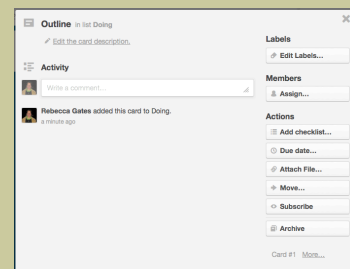 Outline in list Doing
Edit the card description.
Activity
Write a comment...
Rebecca Gates added this card to Doing.
a minute ago
Labels
Edit Labels...
Members
Assign...
Actions
Add checklist...
Due date...
Attach File...
Move...
Subscribe
Archive
Card #1 More...